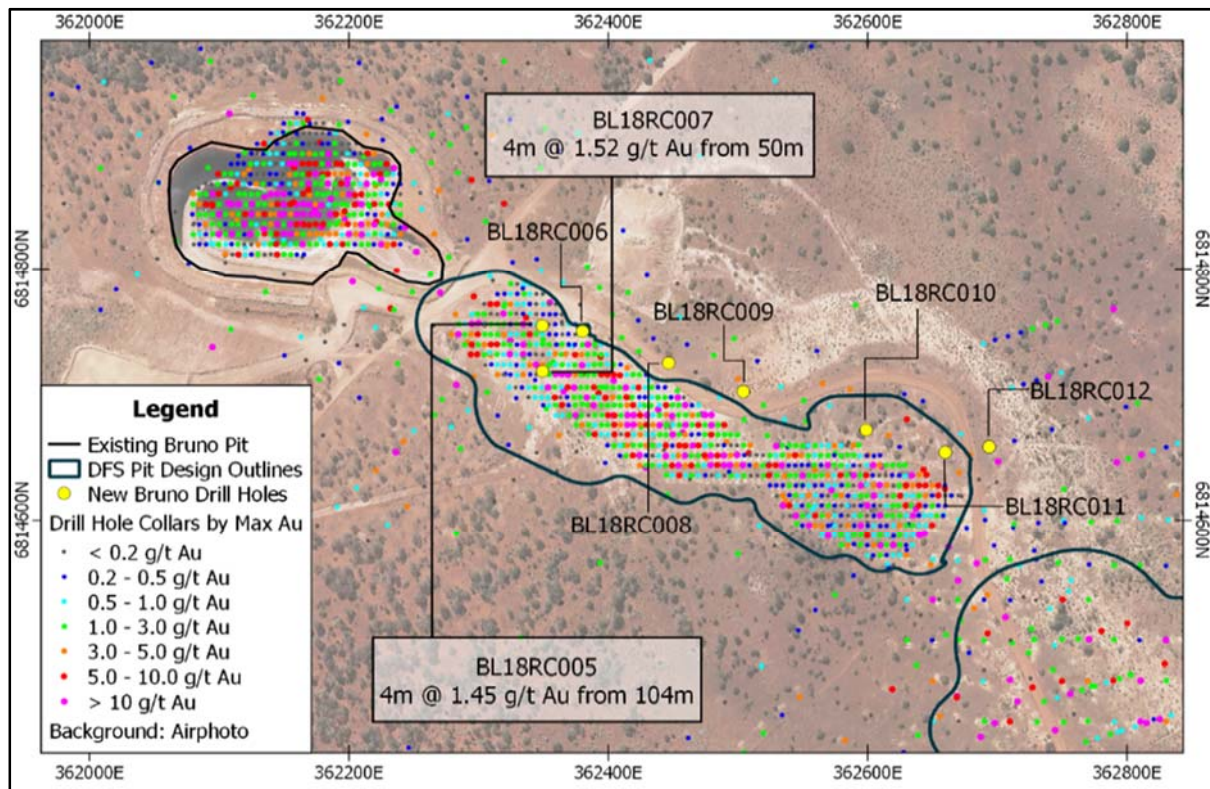 362000E
362200E
362400E
362600E
362800E
BL18RC007
4m @ 1.52 g/t Au from 50m
BL18RC006
6814800N
6814800N
BL18RC010
BL18RC009
BL18RC012
Legend
Existing Bruno Pit
DFS Pit Design Outlines
New Bruno Drill Holes
Drill Hole Collars by Max Au
< 0.2 g/t Au
0.2 - 0.5 g/t Au
0.5 - 1.0 g/t Au
1.0 - 3.0 g/t Au
3.0 - 5.0 g/t Au
5.0 - 10.0 g/t Au
> 10 g/t Au
Background: Airphoto
BL18RC008
BL18RC011
6814600N
6814600N
BL18RC005
4m @ 1.45 g/t Au from 104m
362000E
362200E
362400E
362600E
362800E